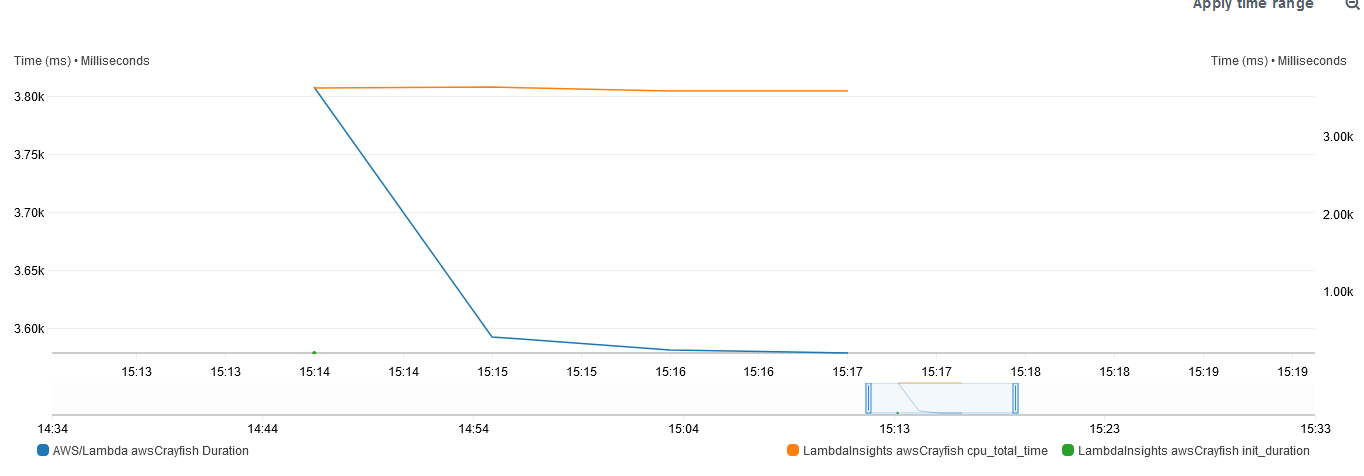 Apply time range
Time (ms) • Milliseconds Time (ms) • Milliseconds
3.80k
3.00k
3.75k
3.70k
2.00k
3.65k
1.00k
3.60k
15:13 15:13 15:14 15:14 15:15 15:15 15:16 15:16 15:17 15:17 15:18 15:18 15:19 15:19
14:34 14:44 14:54 15:04 15:13 15:23 15:33
AWS/Lambda awsCrayfish Duration LambdaInsights awsCrayfish cpu_total_time LambdaInsights awsCrayfish init_duration